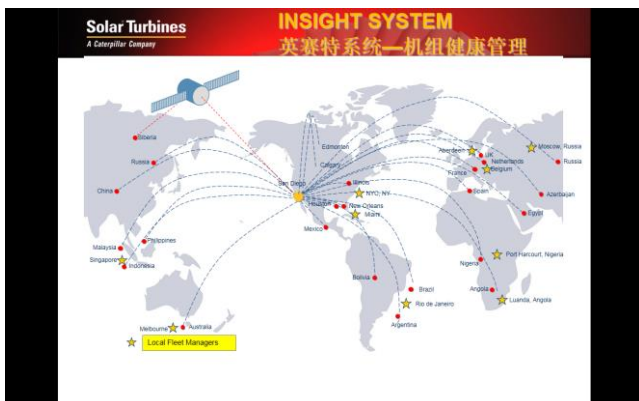 Solar Turbines
A Caterpillar Company
INSIGHT SYSTEM
英赛特系统—机组健康管理
Siberia
Russia
China
Malaysia
Singapore
Philippines
Indonesia
Melbourne
Australia
Edmonton
Calgary
San Diego
Illinois
NYO, NY
Houston
New Orleans
Miami
Mexico
Bolivia
Brazil
Rio de Janeiro
Argentina
Aberdeen
UK
Netherlands
Belgium
France
Spain
Moscow, Russia
Russia
Azerbaijan
Egypt
Nigeria
Port Harcourt, Nigeria
Angola
Luanda, Angola
Local Fleet Managers